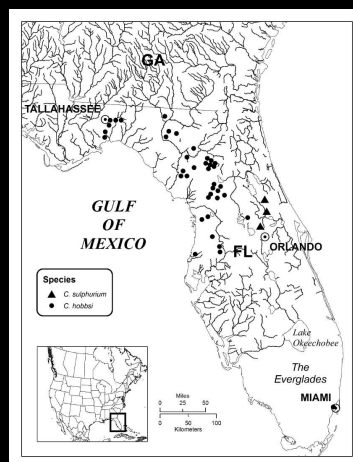 GA
TALLAHASSEE
GULF
OF
MEXICO
FL
ORLANDO
Species
C. sulphurium
C. hobbsi
Lake
Okeechobee
The
Everglades
MIAMI
Miles
0 25 50
0 50 100
Kilometers